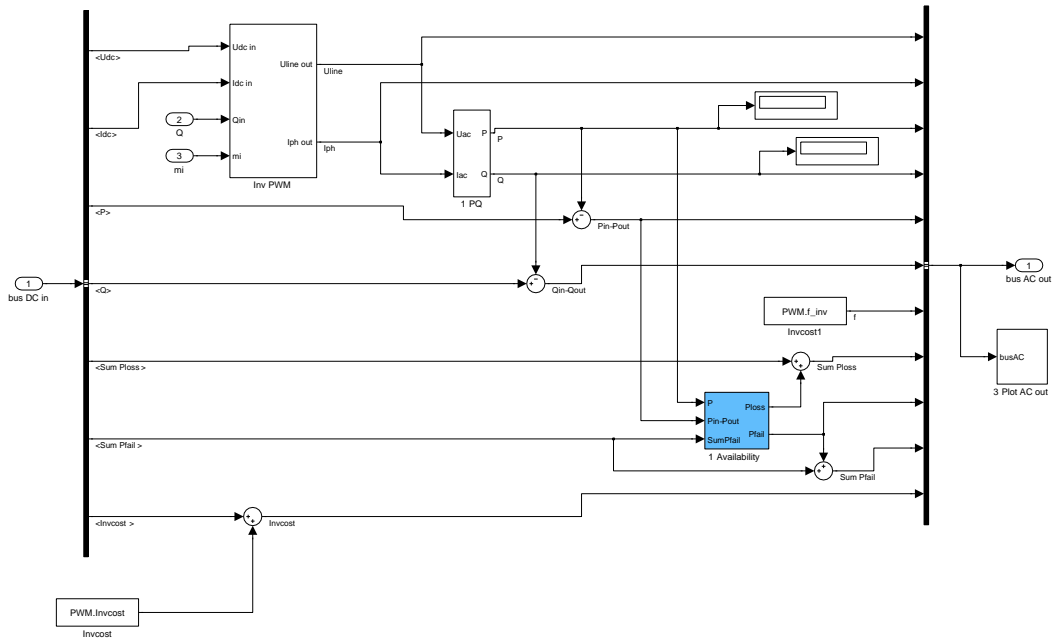 Udc in
Uline out
Uline
<Udc>
Idc in
Qin
2
Q
<Idc>
Iph out
Iph
mi
3
mi
Inv PWM
Uac
P
P
Iac
Q
Q
1 PQ
<P>
+
−
Pin-Pout
1
bus DC in
<Q>
+
−
Qin-Qout
1
bus AC out
PWM.f_inv
f
Invcost1
<Sum Ploss >
+
+
Sum Ploss
busAC
3 Plot AC out
P
Ploss
Pin-Pout
Pfail
SumPfail
1 Availability
<Sum Pfail >
+
+
Sum Pfail
<Invcost >
+
+
Invcost
PWM.Invcost
Invcost